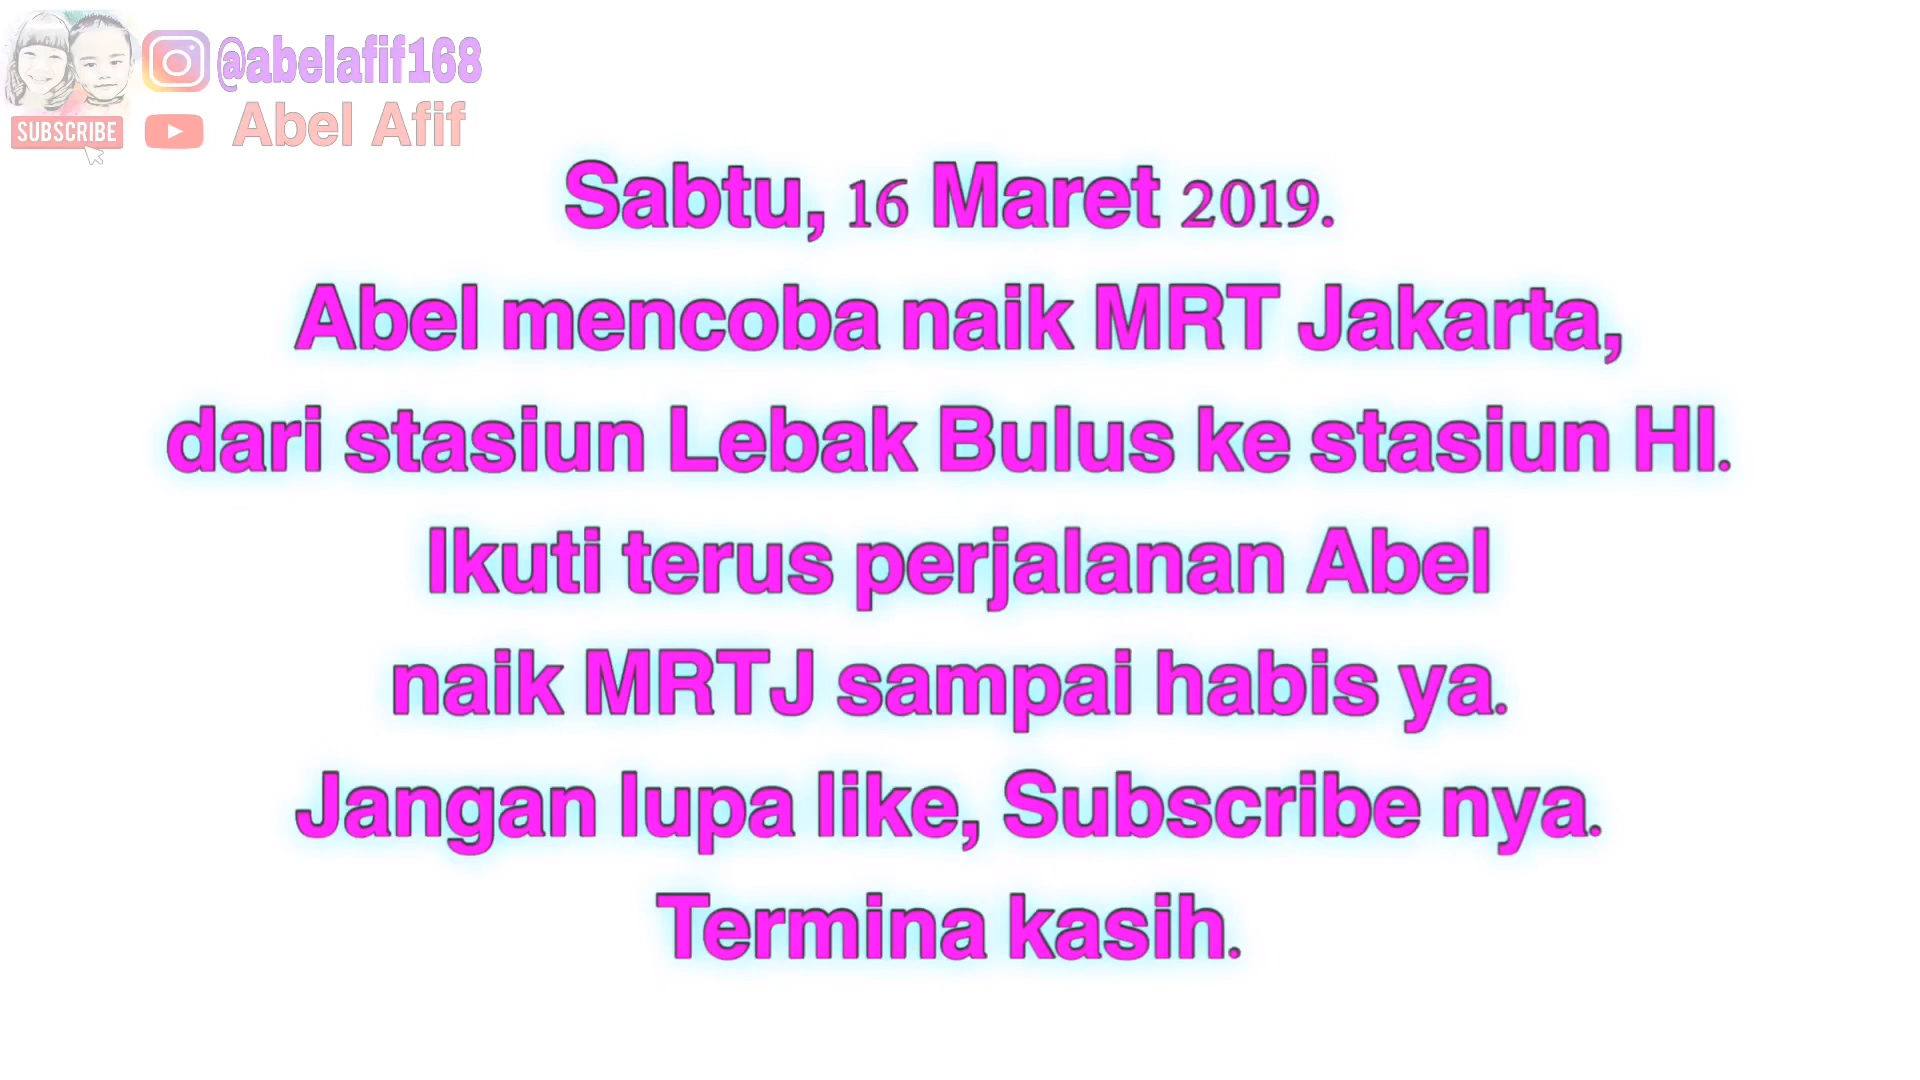 @abelafif168
SUBSCRIBE
Abel Afif
Sabtu, 16 Maret 2019.
Abel mencoba naik MRT Jakarta,
dari stasiun Lebak Bulus ke stasiun HI.
Ikuti terus perjalanan Abel
naik MRTJ sampai habis ya.
Jangan lupa like, Subscribe nya.
Termina kasih.